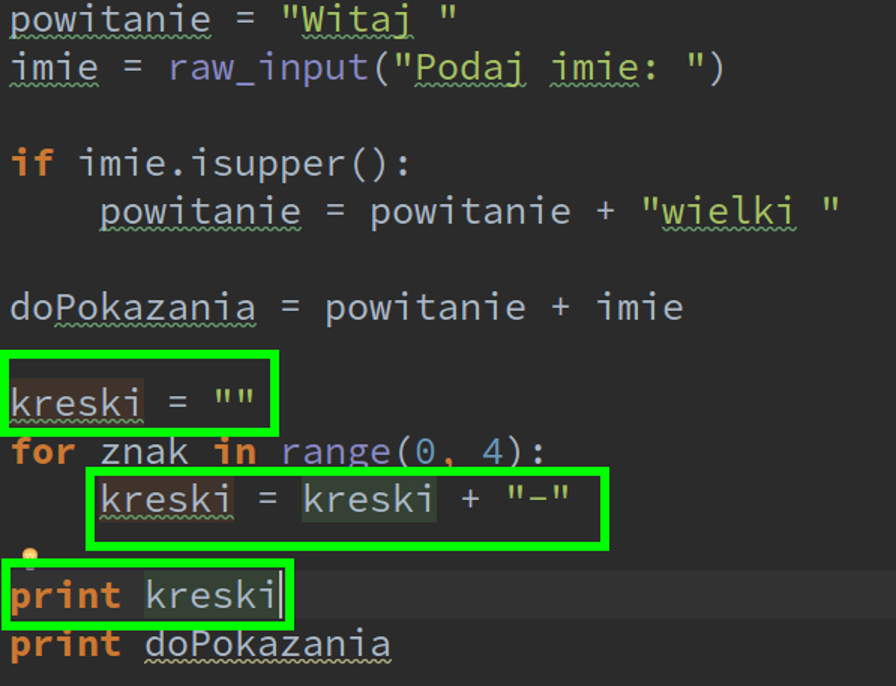 powitanie = "Witaj "
imie = raw_input("Podaj imie: ")
if imie.isupper():
    powitanie = powitanie + "wielki "
doPokazania = powitanie + imie
kreski = ""
for znak in range(0, 4):
    kreski = kreski + "-"
print kreski
print doPokazania